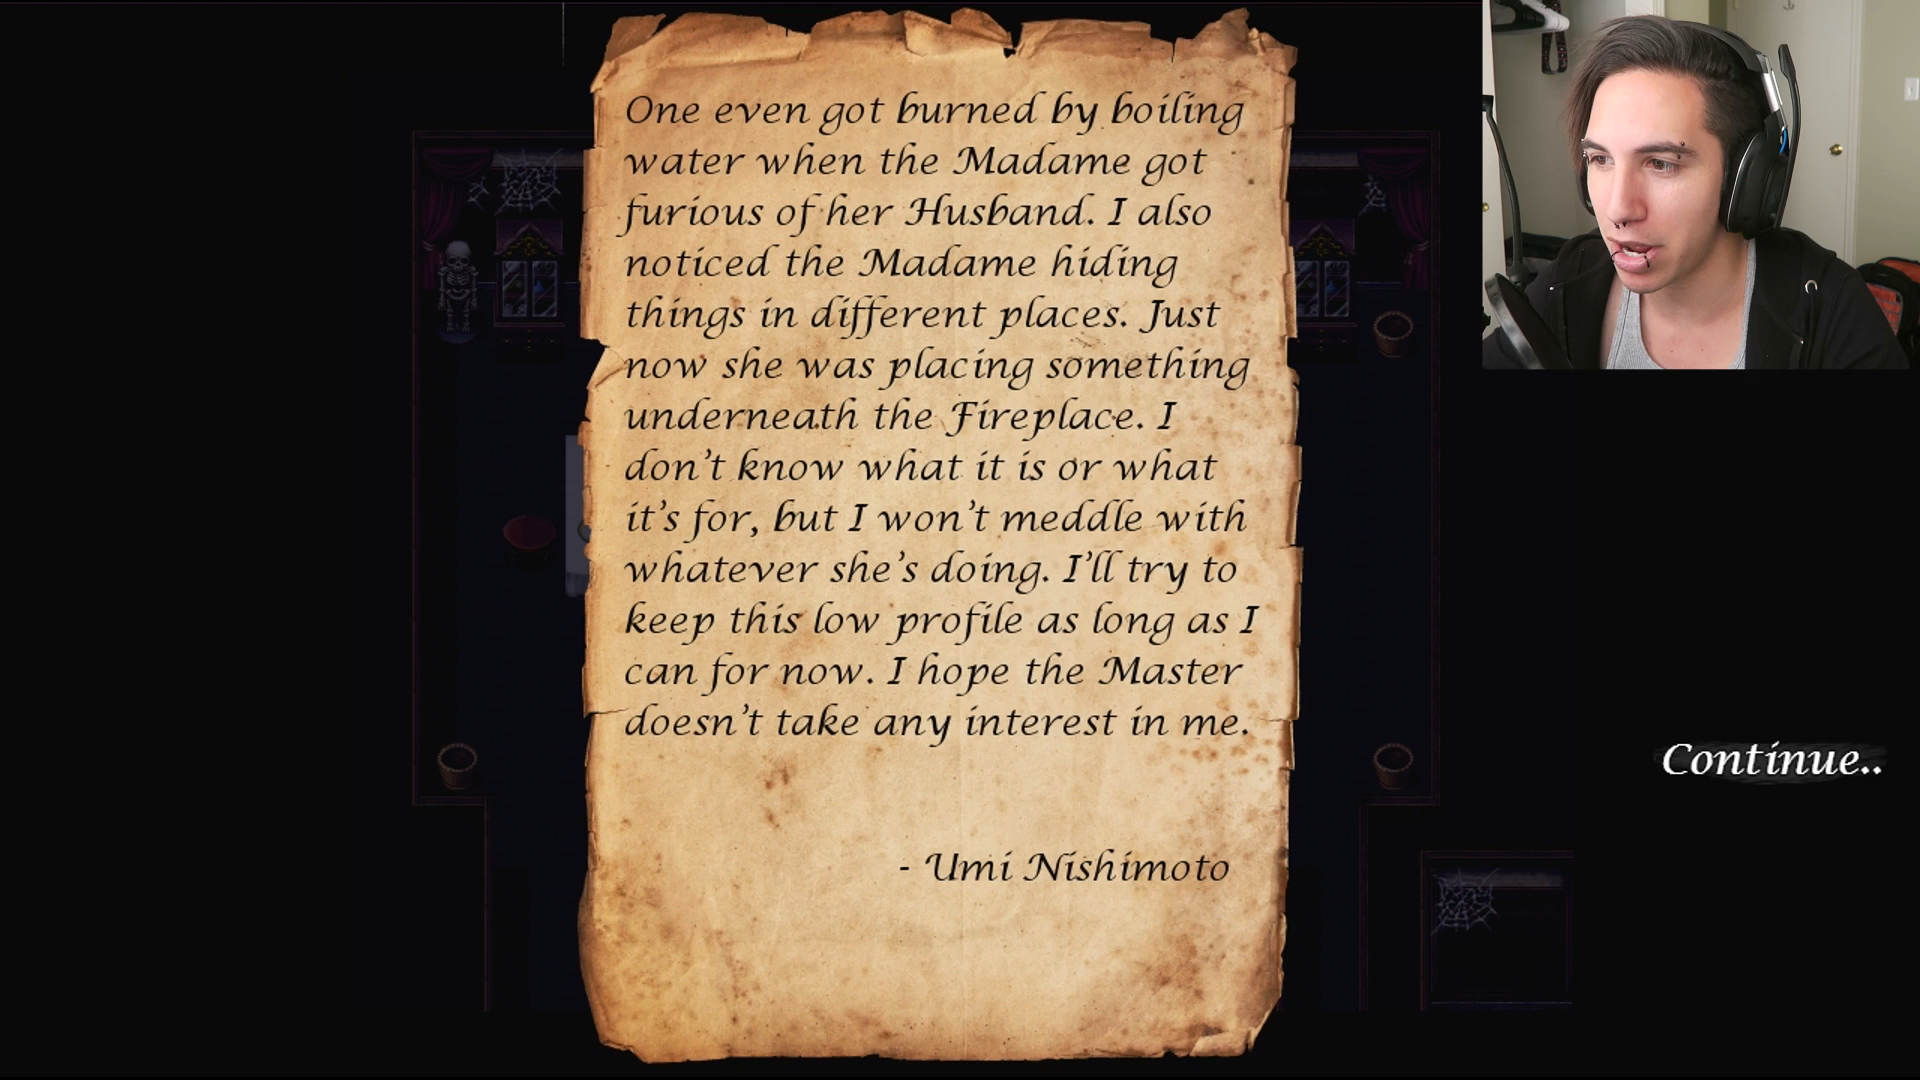 One even got burned by boiling
water when the Madame got
furious of her Husband. I also
noticed the Madame hiding
things in different places. Just
now she was placing something
underneath the Fireplace. I
don't know what it is or what
it's for, but I won't meddle with
whatever she's doing. I'll try to
keep this low profile as long as I
can for now. I hope the Master
doesn't take any interest in me.
- Umi Nishimoto
Continue..